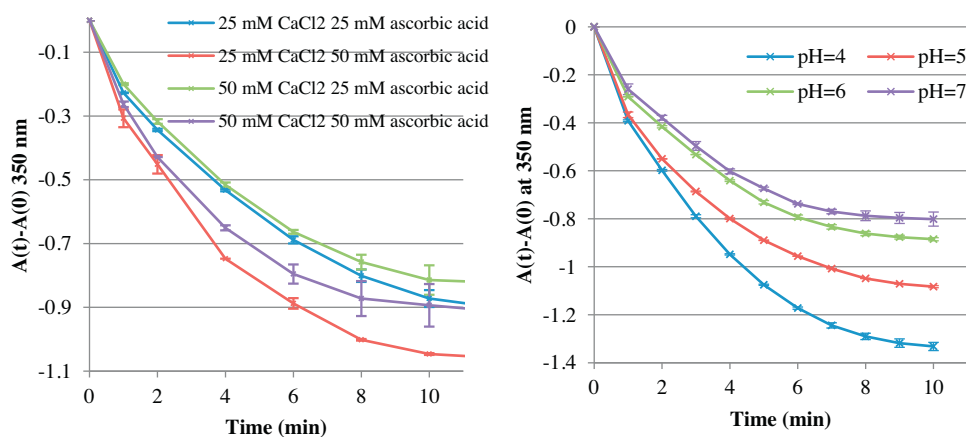 25 mM CaCl2 25 mM ascorbic acid
25 mM CaCl2 50 mM ascorbic acid
50 mM CaCl2 25 mM ascorbic acid
50 mM CaCl2 50 mM ascorbic acid
A(t)-A(0) 350 nm
-0.1
-0.3
-0.5
-0.7
-0.9
-1.1
0 2 4 6 8 10
Time (min)
pH=4 pH=5
pH=6 pH=7
A(t)-A(0) at 350 nm
0
-0.2
-0.4
-0.6
-0.8
-1
-1.2
-1.4
0 2 4 6 8 10
Time (min)